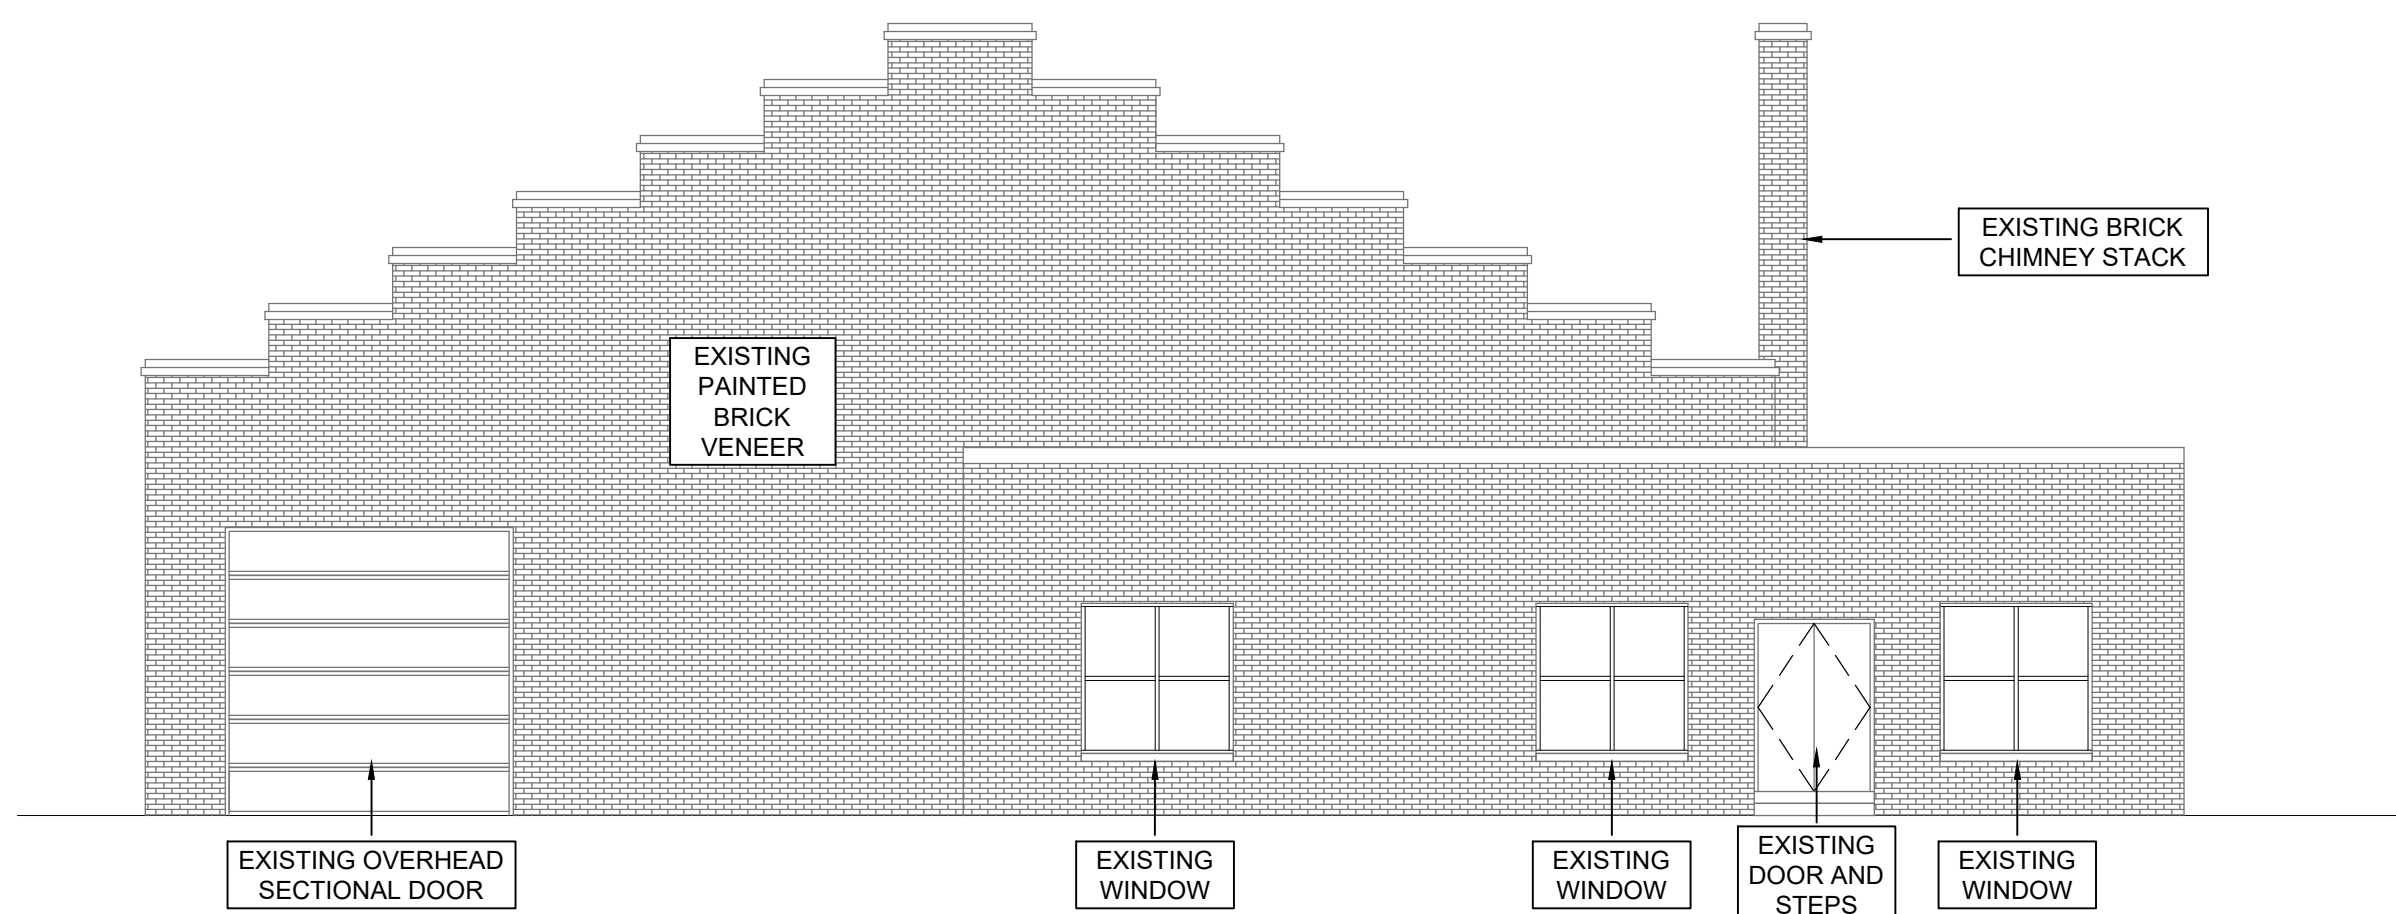 EXISTING BRICK
CHIMNEY STACK
EXISTING
PAINTED
BRICK
VENEER
EXISTING OVERHEAD
SECTIONAL DOOR
EXISTING
WINDOW
EXISTING
WINDOW
EXISTING
DOOR AND
STEPS
EXISTING
WINDOW